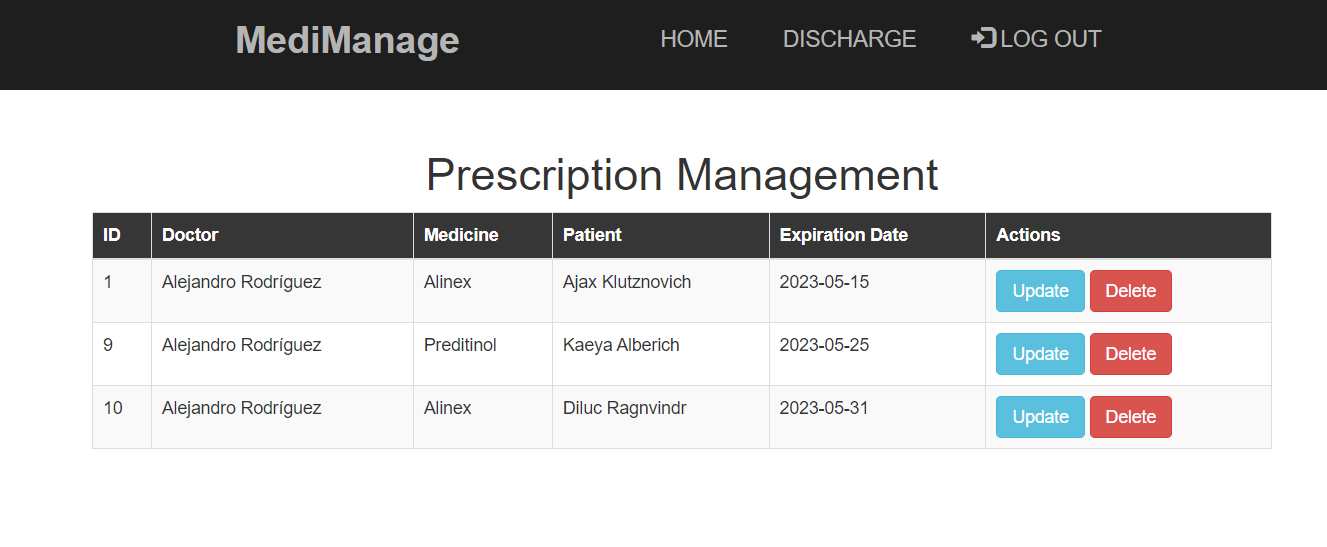 MediManage HOME DISCHARGE LOG OUT
Prescription Management
ID Doctor Medicine Patient Expiration Date Actions
1 Alejandro Rodríguez Alinex Ajax Klutznovich 2023-05-15 Update Delete
9 Alejandro Rodríguez Preditinol Kaeya Alberich 2023-05-25 Update Delete
10 Alejandro Rodríguez Alinex Diluc Ragnvindr 2023-05-31 Update Delete